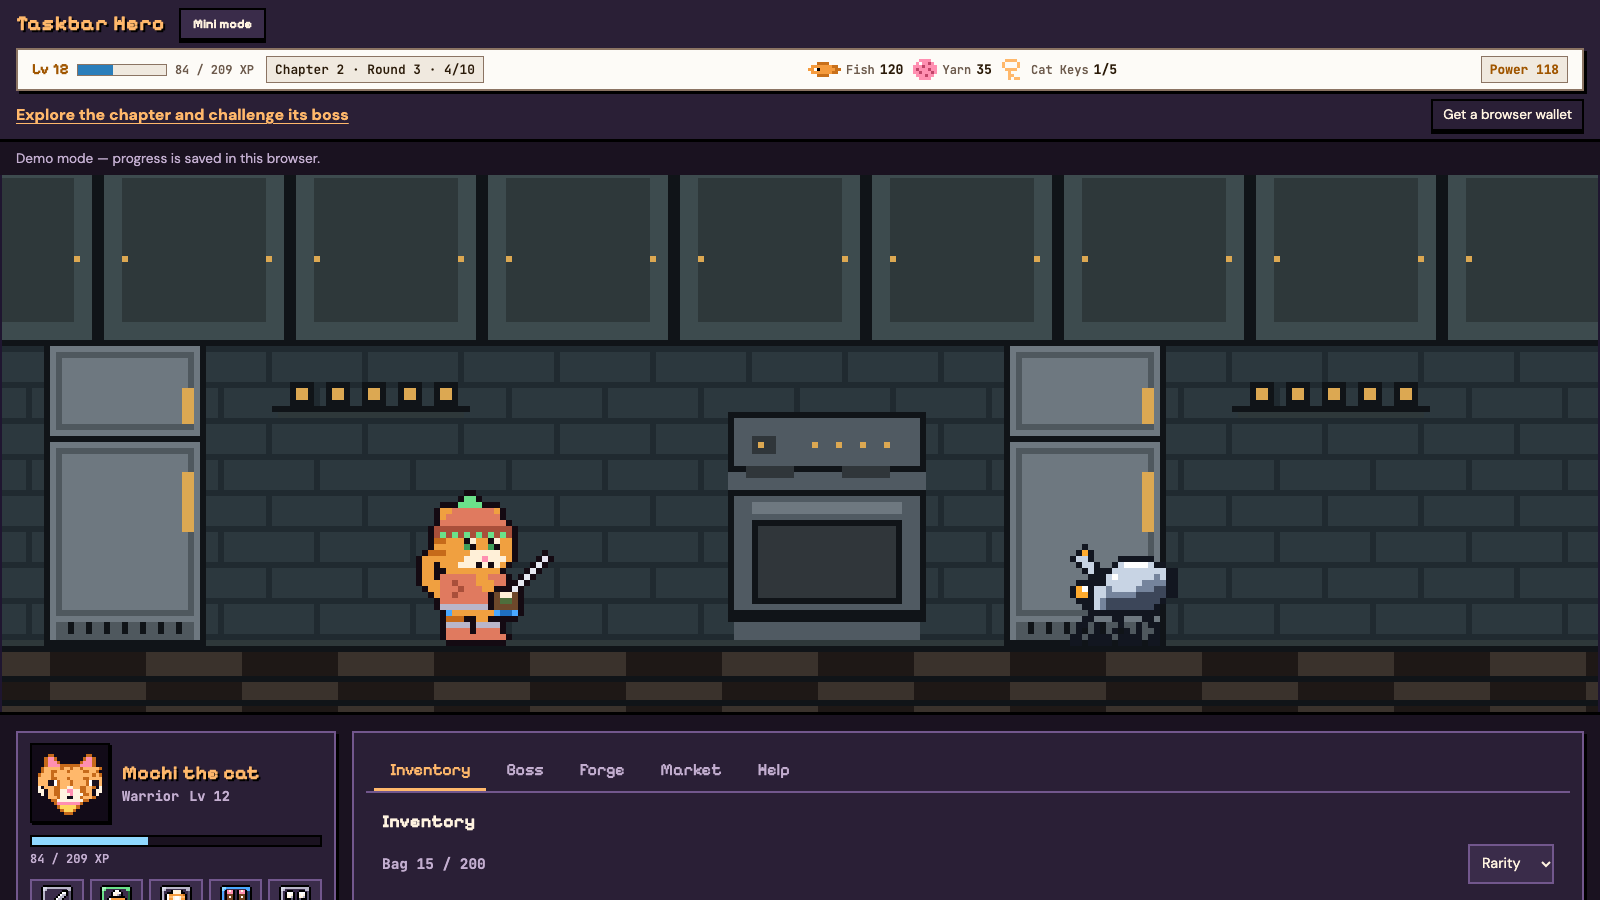 Taskbar Hero
Mini mode
Lv 18
84 / 209 XP
Chapter 2 · Round 3 · 4/10
Fish 120
Yarn 35
Cat Keys 1/5
Power 118
Explore the chapter and challenge its boss
Get a browser wallet
Demo mode — progress is saved in this browser.
Mochi the cat
Warrior Lv 12
84 / 209 XP
Inventory
Boss
Forge
Market
Help
Inventory
Bag 15 / 200
Rarity